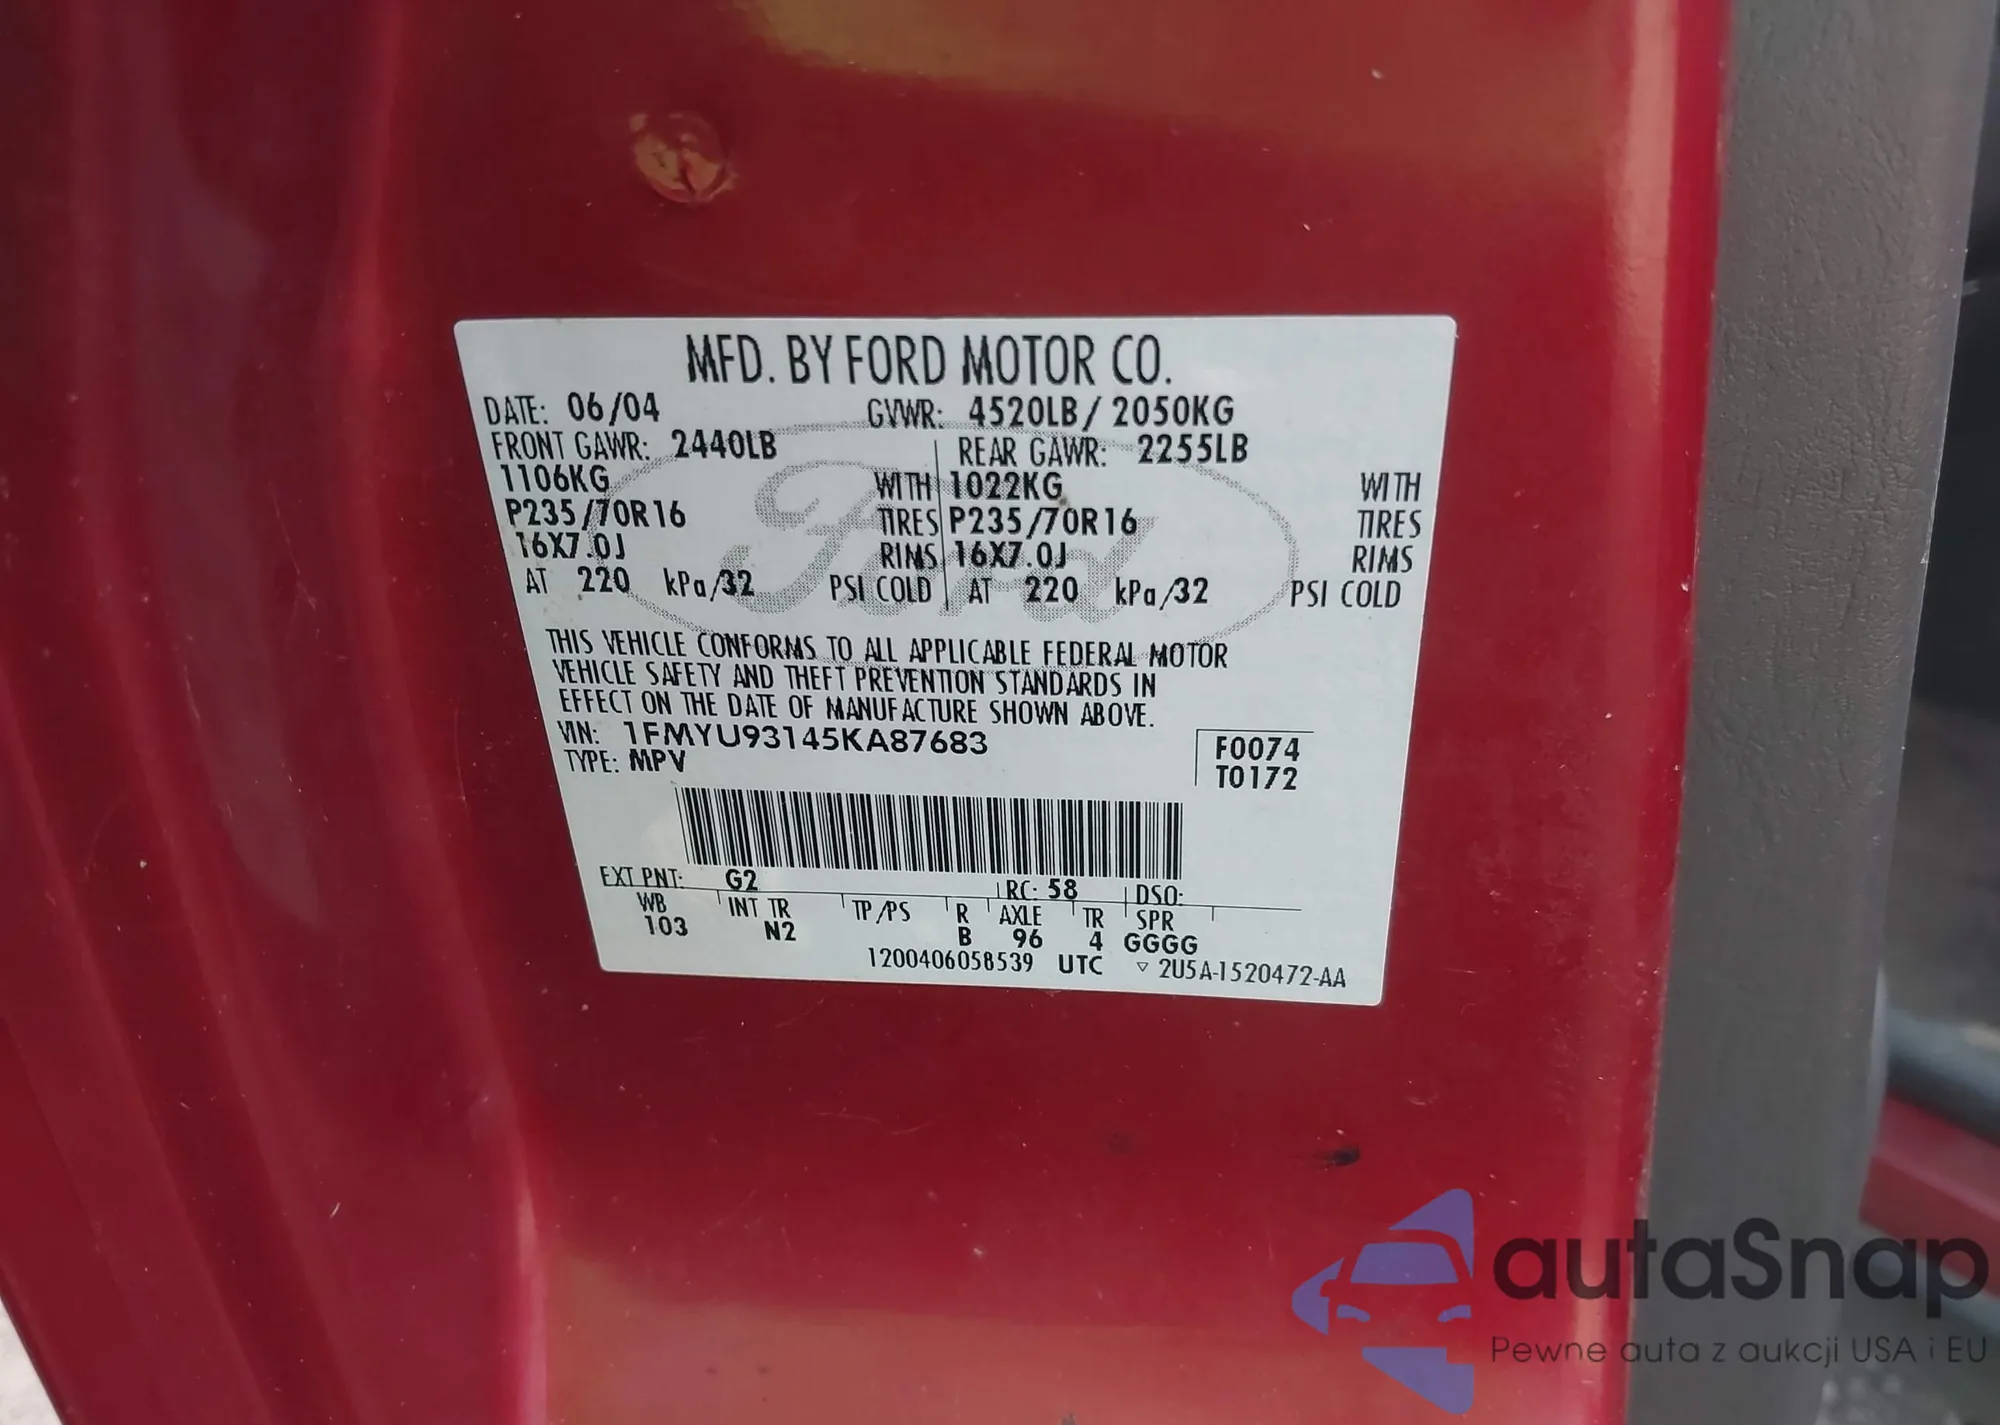 MFD. BY FORD MOTOR CO.
DATE: 06/04 GVWR: 4520LB/ 2050KG
FRONT GAWR: 2440LB REAR GAWR: 2255LB
1106KG WITH 1022KG WITH
P235/70R16 TIRES P235/70R16 TIRES
16X7.0J RIMS 16X7.0J RIMS
AT 220 kPa/32 PSI COLD AT 220 kPa/32 PSI COLD
Ford
THIS VEHICLE CONFORMS TO ALL APPLICABLE FEDERAL MOTOR
VEHICLE SAFETY AND THEFT PREVENTION STANDARDS IN
EFFECT ON THE DATE OF MANUFACTURE SHOWN ABOVE.
VIN: 1FMYU93145KA87683 F0074
TYPE: MPV T0172
EXT PNT: G2 RC: 58 DSO:
WB INT TR TP/PS R AXLE TR SPR
103 N2 B 96 4 GGGG
1200406058539 UTC ▽ 2U5A-1520472-AA
autaSnap
Pewne auta z aukcji USA i EU